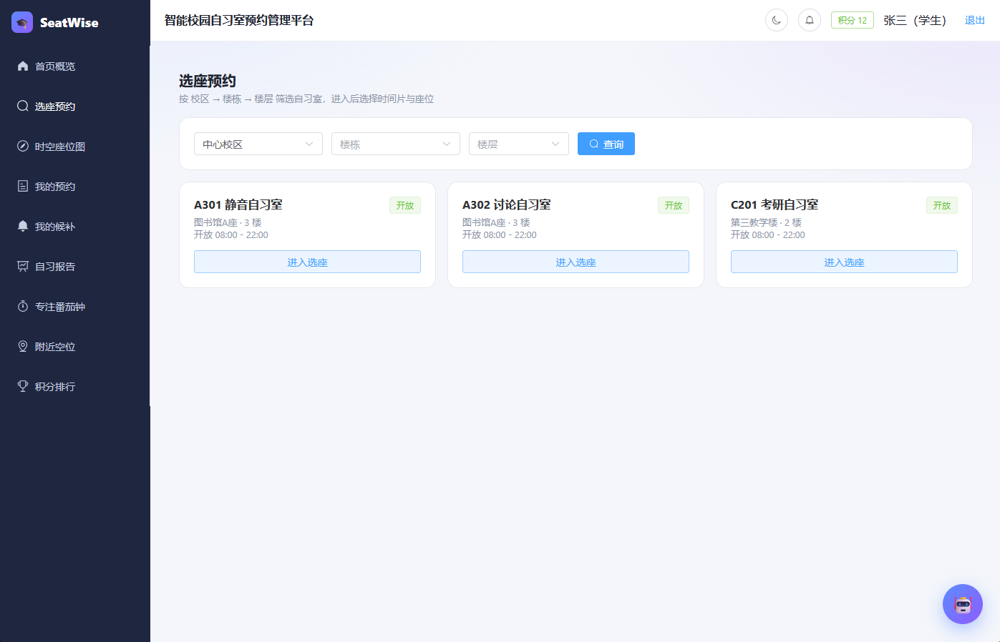 SeatWise
首页概览
选座预约
时空座位图
我的预约
我的候补
自习报告
专注番茄钟
附近空位
积分排行
智能校园自习室预约管理平台
积分 12
张三（学生）
退出
选座预约
按 校区 → 楼栋 → 楼层 筛选自习室，进入后选择时间片与座位
中心校区
楼栋
楼层
查询
A301 静音自习室
开放
图书馆A座 · 3 楼
开放 08:00 - 22:00
进入选座
A302 讨论自习室
开放
图书馆A座 · 3 楼
开放 08:00 - 22:00
进入选座
C201 考研自习室
开放
第三教学楼 · 2 楼
开放 08:00 - 22:00
进入选座